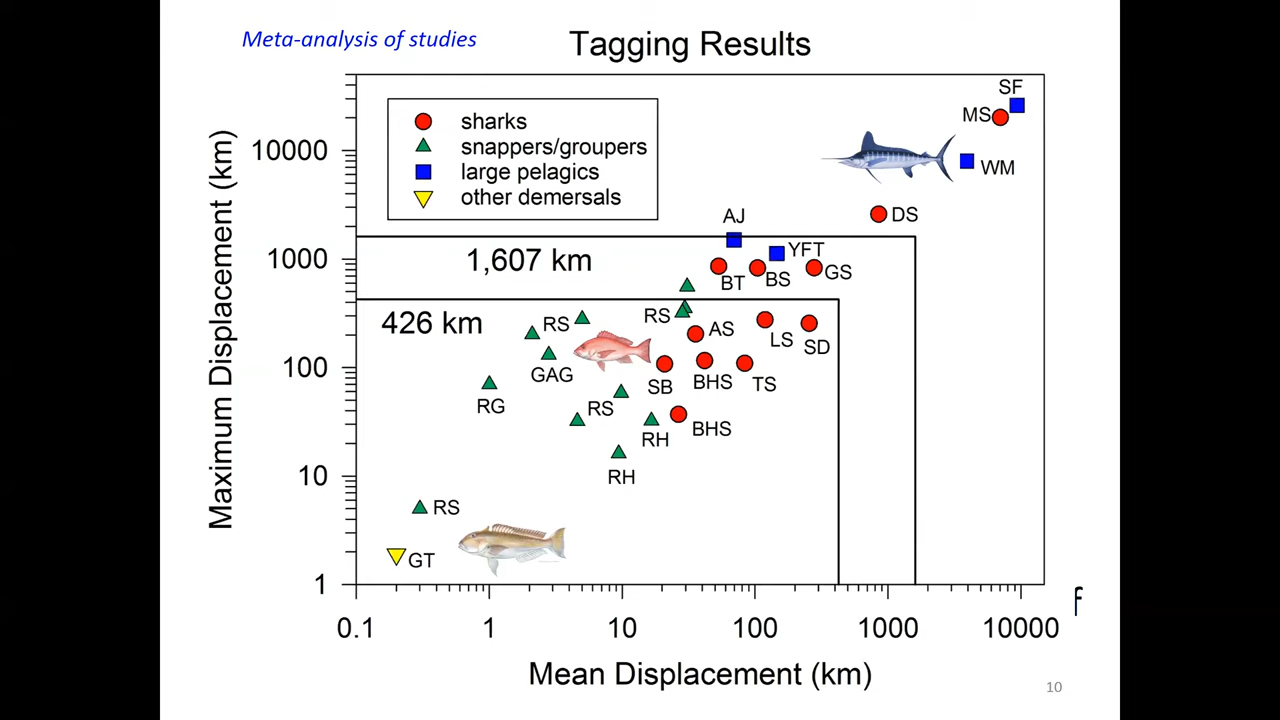 Meta-analysis of studies
Tagging Results
sharks
snappers/groupers
large pelagics
other demersals
SF
MS
WM
DS
AJ
YFT
1,607 km
BT
BS
GS
426 km
RS
RS
AS
LS
SD
GAG
SB
BHS
TS
RG
RS
RH
BHS
RH
RS
GT
Maximum Displacement (km)
10000
1000
100
10
1
0.1
1
10
100
1000
10000
Mean Displacement (km)
f
10